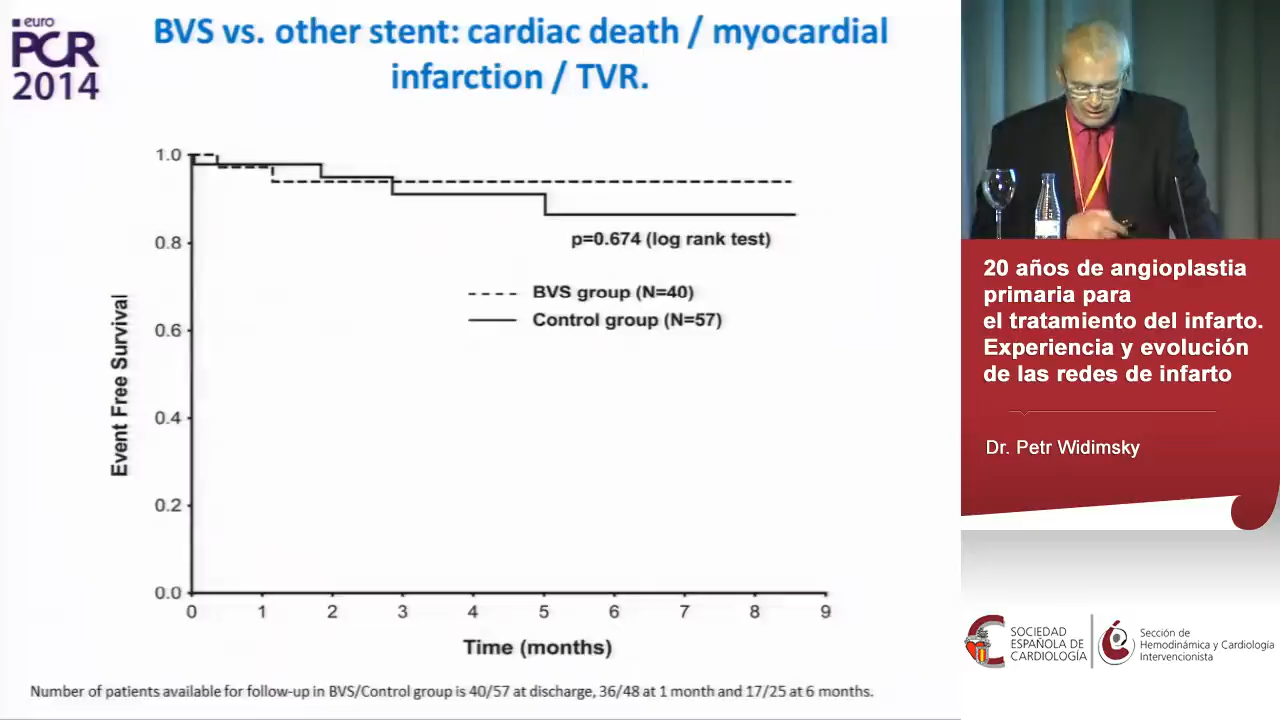 euro
PCR
2014
BVS vs. other stent: cardiac death / myocardial
infarction / TVR.
1.0
0.8
0.6
0.4
0.2
0.0
Event Free Survival
p=0.674 (log rank test)
BVS group (N=40)
Control group (N=57)
0 1 2 3 4 5 6 7 8 9
Time (months)
Number of patients available for follow-up in BVS/Control group is 40/57 at discharge, 36/48 at 1 month and 17/25 at 6 months.
20 años de angioplastia
primaria para
el tratamiento del infarto.
Experiencia y evolución
de las redes de infarto
Dr. Petr Widimsky
SOCIEDAD
ESPAÑOLA DE
CARDIOLOGÍA
Sección de
Hemodinámica y Cardiología
Intervencionista